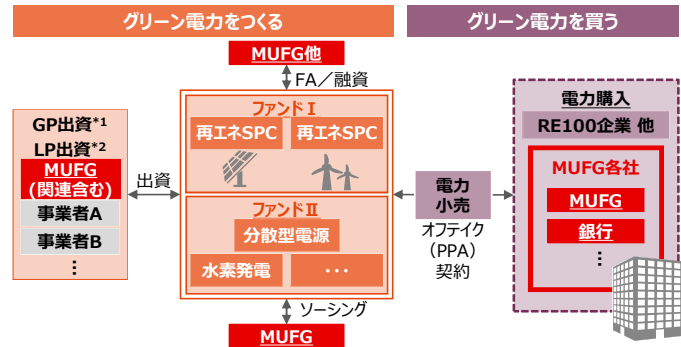 グリーン電力をつくる
グリーン電力を買う
MUFG他
FA／融資
GP出資*1
LP出資*2
MUFG
(関連含む)
事業者A
事業者B
⋮
出資
ファンドⅠ
再エネSPC
再エネSPC
ファンドⅡ
分散型電源
水素発電
・・・
ソーシング
MUFG
電力
小売
オフテイク
（PPA）
契約
電力購入
RE100企業 他
MUFG各社
MUFG
銀行
⋮